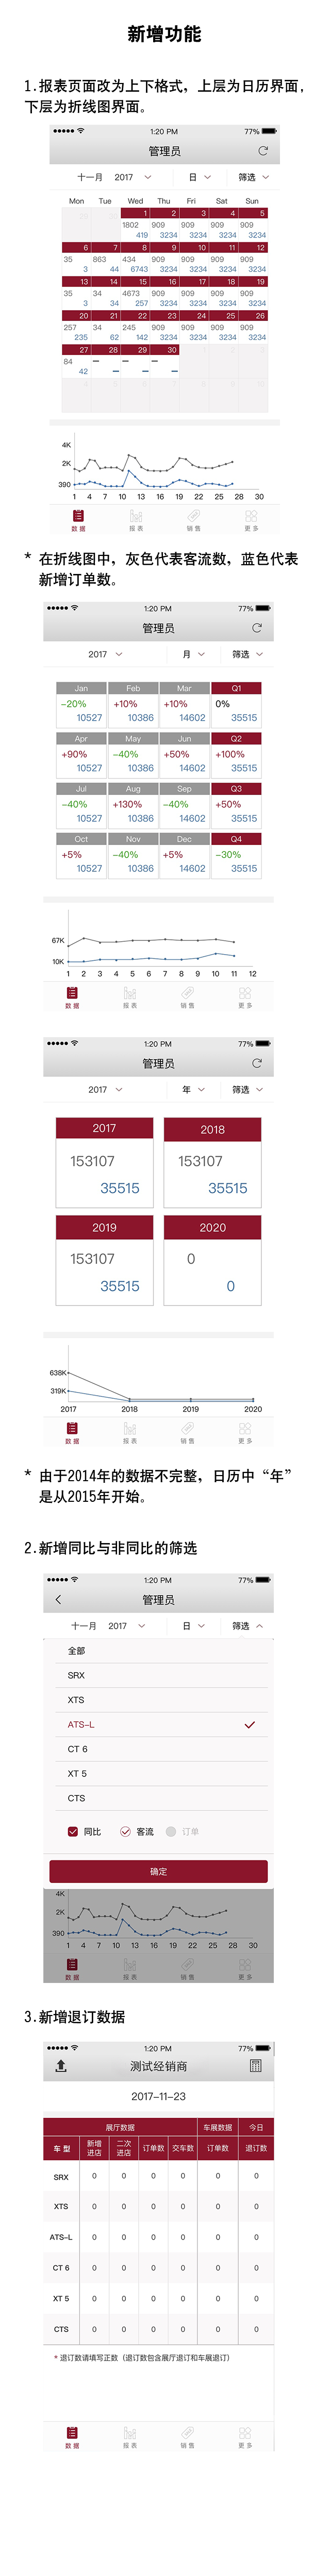 新增功能
1.报表页面改为上下格式，上层为日历界面，
下层为折线图界面。
1:20 PM 77%
管理员
十一月 2017 日 筛选
Mon Tue Wed Thu Fri Sat Sun
1 2 3 4 5
1802 909 909 909 909
419 3234 3234 3234 3234
6 7 8 9 10 11 12
35 863 434 909 909 909 909
3 44 6743 3234 3234 3234 3234
13 14 15 16 17 18 19
35 34 4673 909 909 909 909
3 34 257 3234 3234 3234 3234
20 21 22 23 24 25 26
257 34 245 909 909 909 909
235 62 142 3234 3234 3234 3234
27 28 29 30
84 — — —
42 — — —
4K
2K
390
1 4 7 10 13 16 19 22 25 28 30
数据 报表 销售 更多
* 在折线图中，灰色代表客流数，蓝色代表
新增订单数。
1:20 PM 77%
管理员
2017 月 筛选
Jan Feb Mar Q1
-20% +10% +10% 0%
10527 10386 14602 35515
Apr May Jun Q2
+90% -40% +50% +100%
10527 10386 14602 35515
Jul Aug Sep Q3
-40% +130% -40% +50%
10527 10386 14602 35515
Oct Nov Dec Q4
+5% -40% +5% -30%
10527 10386 14602 35515
67K
10K
1 2 3 4 5 6 7 8 9 10 11 12
数据 报表 销售 更多
1:20 PM 77%
管理员
2017 年 筛选
2017 2018
153107 153107
35515 35515
2019 2020
153107 0
35515 0
638K
319K
2017 2018 2019 2020
数据 报表 销售 更多
* 由于2014年的数据不完整，日历中“年”
是从2015年开始。
2.新增同比与非同比的筛选
1:20 PM 77%
管理员
十一月 2017 日 筛选
全部
SRX
XTS
ATS-L
CT 6
XT 5
CTS
同比 客流 订单
确定
4K
2K
390
1 4 7 10 13 16 19 22 25 28 30
数据 报表 销售 更多
3.新增退订数据
1:20 PM 77%
测试经销商
2017-11-23
展厅数据 车展数据 今日
车 型 新增进店 二次进店 订单数 交车数 订单数 退订数
SRX 0 0 0 0 0 0
XTS 0 0 0 0 0 0
ATS-L 0 0 0 0 0 0
CT 6 0 0 0 0 0 0
XT 5 0 0 0 0 0 0
CTS 0 0 0 0 0 0
* 退订数请填写正数（退订数包含展厅退订和车展退订）
数据 报表 销售 更多